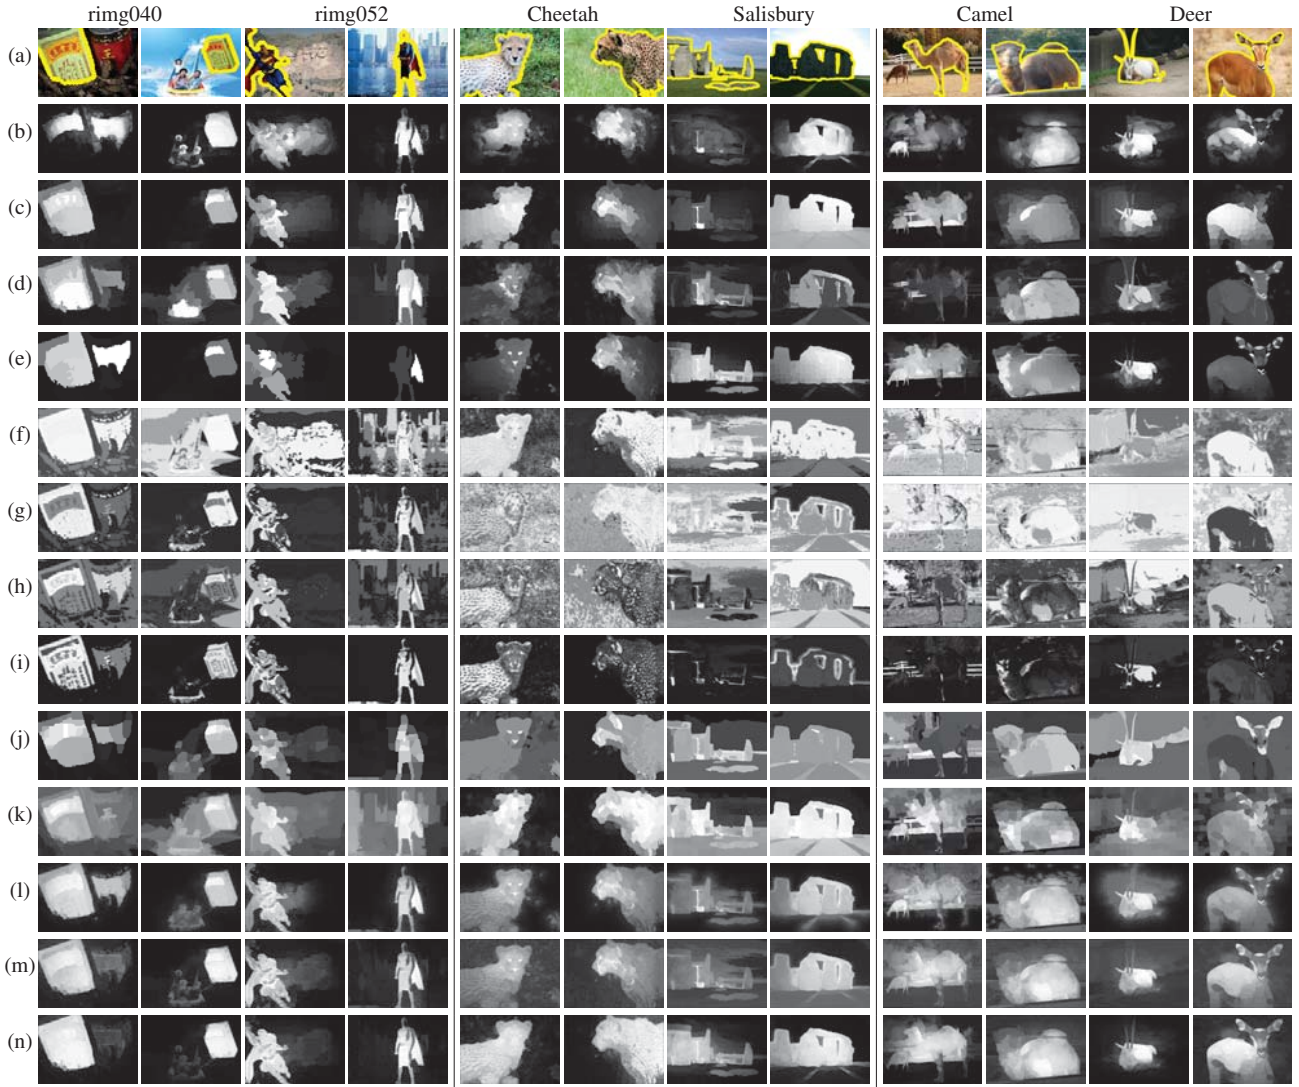 rimg040 rimg052 Cheetah Salisbury Camel Deer
(a)
(b)
(c)
(d)
(e)
(f)
(g)
(h)
(i)
(j)
(k)
(l)
(m)
(n)